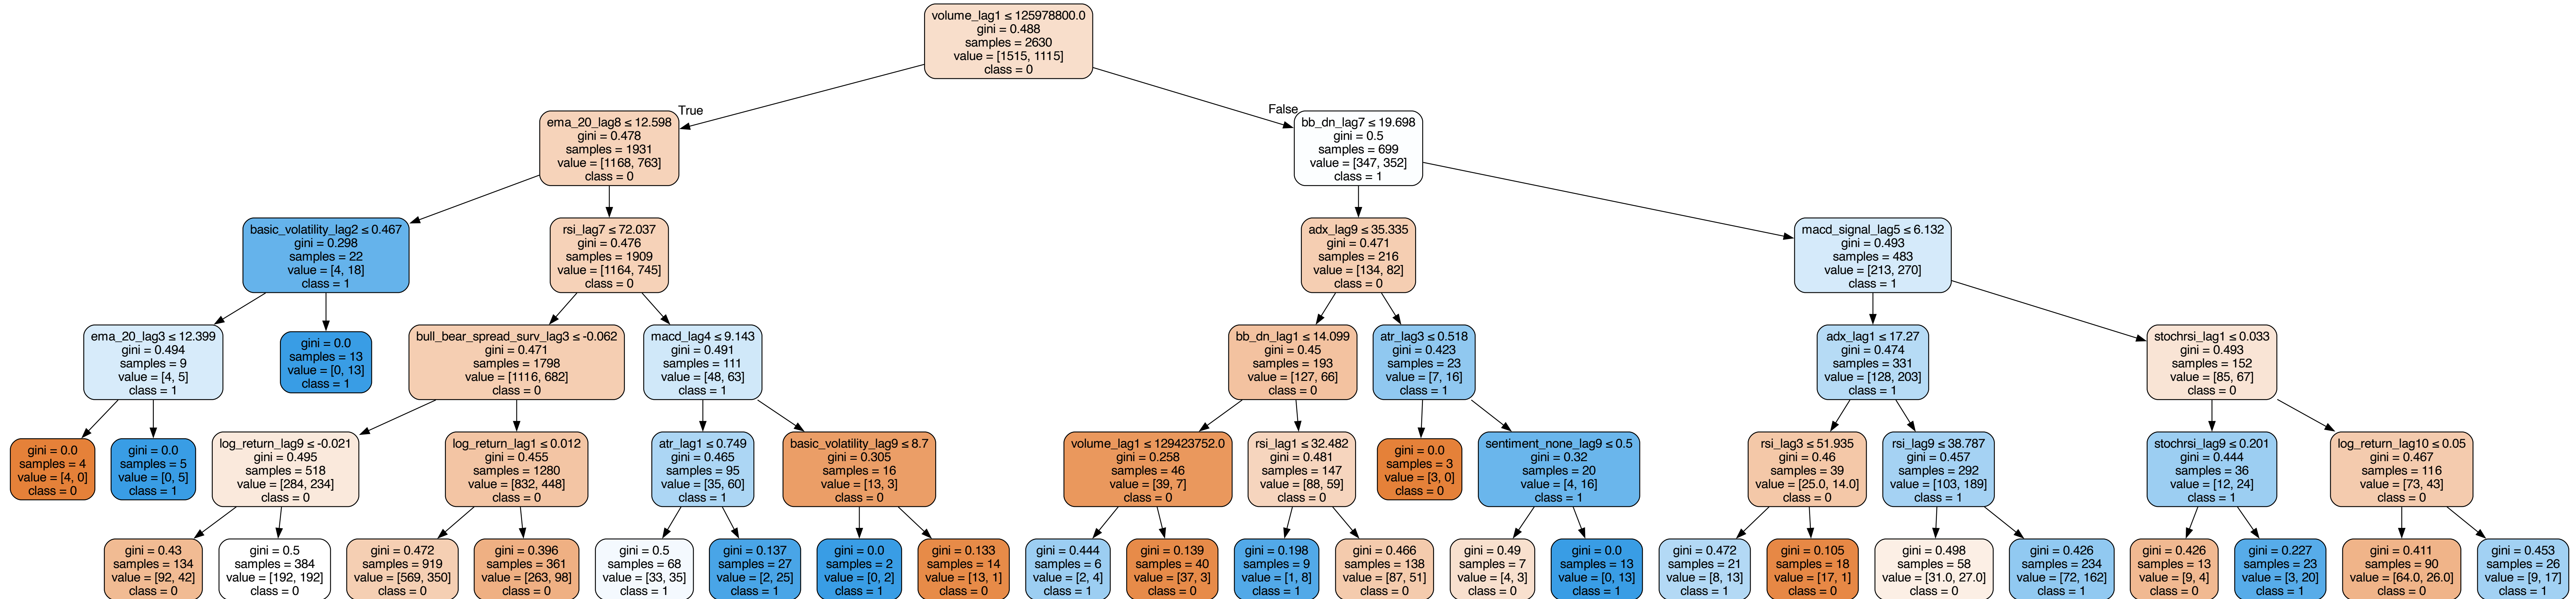 volume_lag1 ≤ 125978800.0
gini = 0.488
samples = 2630
value = [1515, 1115]
class = 0
True
False
ema_20_lag8 ≤ 12.598
gini = 0.478
samples = 1931
value = [1168, 763]
class = 0
bb_dn_lag7 ≤ 19.698
gini = 0.5
samples = 699
value = [347, 352]
class = 1
basic_volatility_lag2 ≤ 0.467
gini = 0.298
samples = 22
value = [4, 18]
class = 1
rsi_lag7 ≤ 72.037
gini = 0.476
samples = 1909
value = [1164, 745]
class = 0
adx_lag9 ≤ 35.335
gini = 0.471
samples = 216
value = [134, 82]
class = 0
macd_signal_lag5 ≤ 6.132
gini = 0.493
samples = 483
value = [213, 270]
class = 1
ema_20_lag3 ≤ 12.399
gini = 0.494
samples = 9
value = [4, 5]
class = 1
gini = 0.0
samples = 13
value = [0, 13]
class = 1
bull_bear_spread_surv_lag3 ≤ -0.062
gini = 0.471
samples = 1798
value = [1116, 682]
class = 0
macd_lag4 ≤ 9.143
gini = 0.491
samples = 111
value = [48, 63]
class = 1
bb_dn_lag1 ≤ 14.099
gini = 0.45
samples = 193
value = [127, 66]
class = 0
atr_lag3 ≤ 0.518
gini = 0.423
samples = 23
value = [7, 16]
class = 1
adx_lag1 ≤ 17.27
gini = 0.474
samples = 331
value = [128, 203]
class = 1
stochrsi_lag1 ≤ 0.033
gini = 0.493
samples = 152
value = [85, 67]
class = 0
gini = 0.0
samples = 4
value = [4, 0]
class = 0
gini = 0.0
samples = 5
value = [0, 5]
class = 1
log_return_lag9 ≤ -0.021
gini = 0.495
samples = 518
value = [284, 234]
class = 0
log_return_lag1 ≤ 0.012
gini = 0.455
samples = 1280
value = [832, 448]
class = 0
atr_lag1 ≤ 0.749
gini = 0.465
samples = 95
value = [35, 60]
class = 1
basic_volatility_lag9 ≤ 8.7
gini = 0.305
samples = 16
value = [13, 3]
class = 0
volume_lag1 ≤ 129423752.0
gini = 0.258
samples = 46
value = [39, 7]
class = 0
rsi_lag1 ≤ 32.482
gini = 0.481
samples = 147
value = [88, 59]
class = 0
gini = 0.0
samples = 3
value = [3, 0]
class = 0
sentiment_none_lag9 ≤ 0.5
gini = 0.32
samples = 20
value = [4, 16]
class = 1
rsi_lag3 ≤ 51.935
gini = 0.46
samples = 39
value = [25.0, 14.0]
class = 0
rsi_lag9 ≤ 38.787
gini = 0.457
samples = 292
value = [103, 189]
class = 1
stochrsi_lag9 ≤ 0.201
gini = 0.444
samples = 36
value = [12, 24]
class = 1
log_return_lag10 ≤ 0.05
gini = 0.467
samples = 116
value = [73, 43]
class = 0
gini = 0.43
samples = 134
value = [92, 42]
class = 0
gini = 0.5
samples = 384
value = [192, 192]
class = 0
gini = 0.472
samples = 919
value = [569, 350]
class = 0
gini = 0.396
samples = 361
value = [263, 98]
class = 0
gini = 0.5
samples = 68
value = [33, 35]
class = 1
gini = 0.137
samples = 27
value = [2, 25]
class = 1
gini = 0.0
samples = 2
value = [0, 2]
class = 1
gini = 0.133
samples = 14
value = [13, 1]
class = 0
gini = 0.444
samples = 6
value = [2, 4]
class = 1
gini = 0.139
samples = 40
value = [37, 3]
class = 0
gini = 0.198
samples = 9
value = [1, 8]
class = 1
gini = 0.466
samples = 138
value = [87, 51]
class = 0
gini = 0.49
samples = 7
value = [4, 3]
class = 0
gini = 0.0
samples = 13
value = [0, 13]
class = 1
gini = 0.472
samples = 21
value = [8, 13]
class = 1
gini = 0.105
samples = 18
value = [17, 1]
class = 0
gini = 0.498
samples = 58
value = [31.0, 27.0]
class = 0
gini = 0.426
samples = 234
value = [72, 162]
class = 1
gini = 0.426
samples = 13
value = [9, 4]
class = 0
gini = 0.227
samples = 23
value = [3, 20]
class = 1
gini = 0.411
samples = 90
value = [64.0, 26.0]
class = 0
gini = 0.453
samples = 26
value = [9, 17]
class = 1